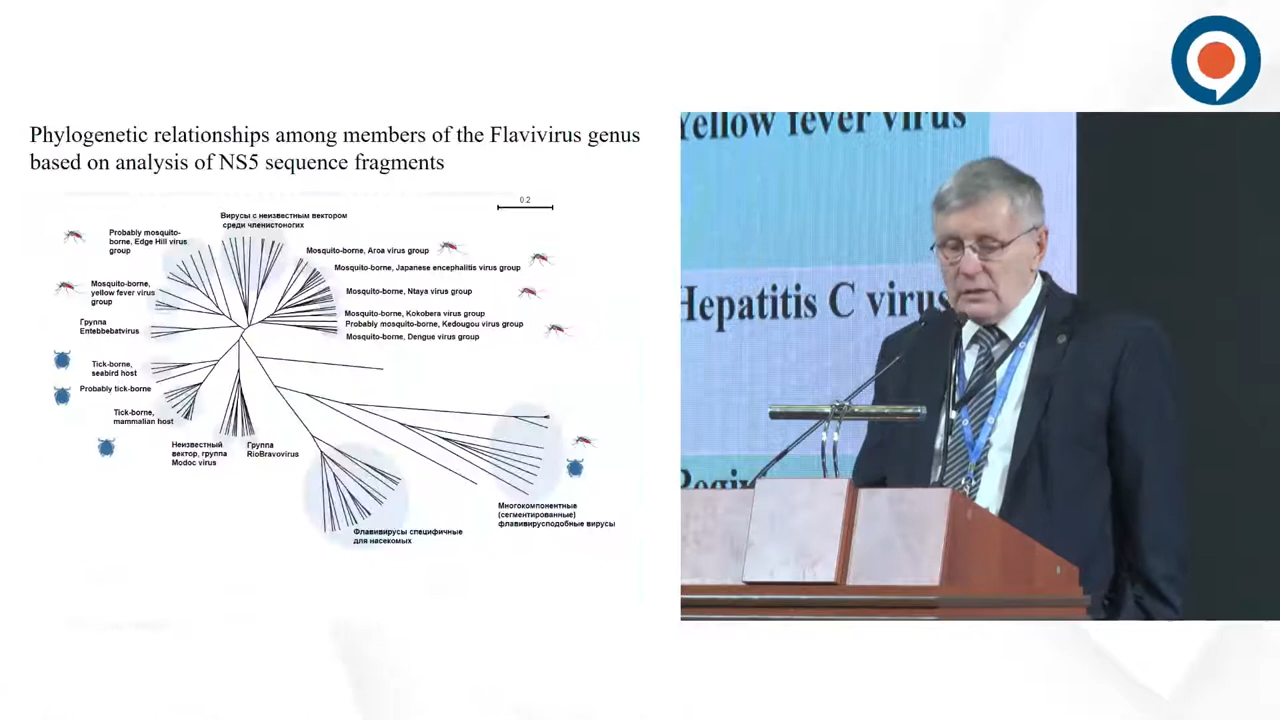 Phylogenetic relationships among members of the Flavivirus genus
based on analysis of NS5 sequence fragments
0.2
Вирусы с неизвестным вектором
среди членистоногих
Probably mosquito-
borne, Edge Hill virus
group
Mosquito-borne, Aroa virus group
Mosquito-borne, Japanese encephalitis virus group
Mosquito-borne,
yellow fever virus
group
Mosquito-borne, Ntaya virus group
Mosquito-borne, Kokobera virus group
Группа
Entebbebatvirus
Probably mosquito-borne, Kedougou virus group
Mosquito-borne, Dengue virus group
Tick-borne,
seabird host
Probably tick-borne
Tick-borne,
mammalian host
Неизвестный
вектор, группа
Modoc virus
Группа
RioBravovirus
Многокомпонентные
(сегментированные)
флавивирусподобные вирусы
Флавивирусы специфичные
для насекомых
Yellow fever virus
Hepatitis C virus